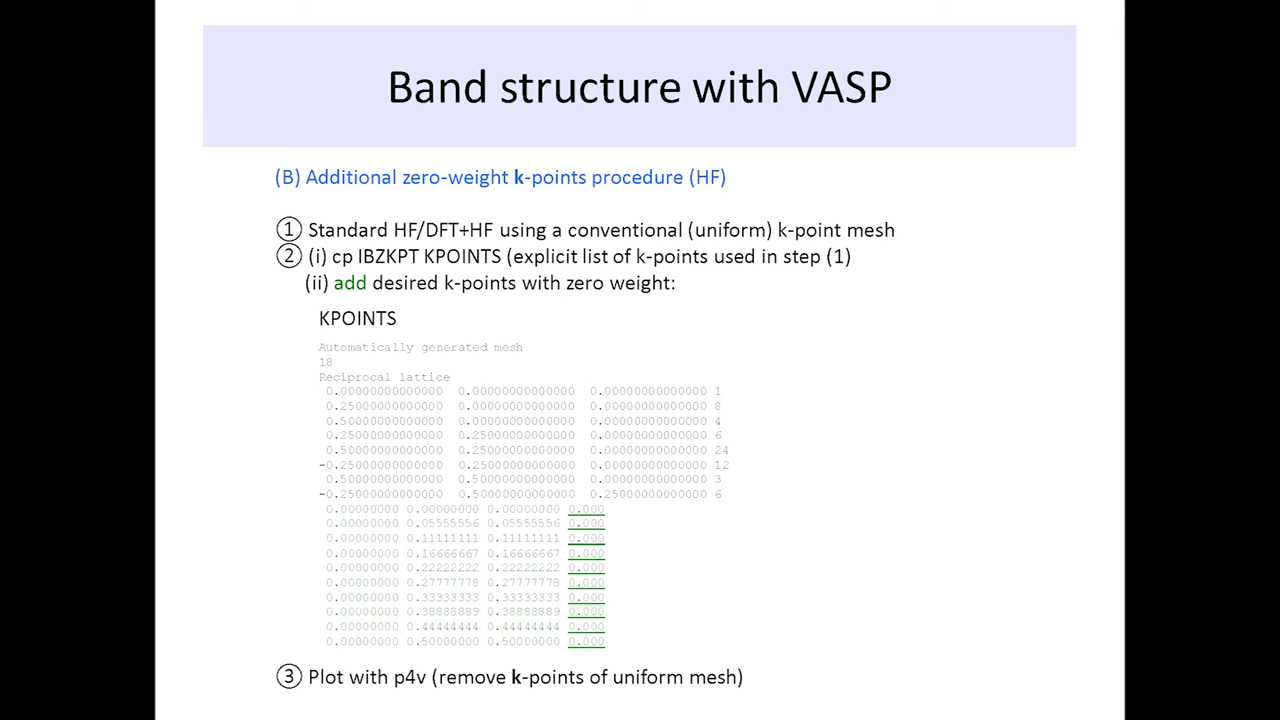 Band structure with VASP
(B) Additional zero-weight k-points procedure (HF)
① Standard HF/DFT+HF using a conventional (uniform) k-point mesh
② (i) cp IBZKPT KPOINTS (explicit list of k-points used in step (1)
(ii) add desired k-points with zero weight:
KPOINTS
Automatically generated mesh
18
Reciprocal lattice
0.00000000000000 0.00000000000000 0.00000000000000 1
0.25000000000000 0.00000000000000 0.00000000000000 8
0.50000000000000 0.00000000000000 0.00000000000000 4
0.25000000000000 0.25000000000000 0.00000000000000 6
0.50000000000000 0.25000000000000 0.00000000000000 24
-0.25000000000000 0.25000000000000 0.00000000000000 12
0.50000000000000 0.50000000000000 0.00000000000000 3
-0.25000000000000 0.50000000000000 0.25000000000000 6
0.00000000 0.00000000 0.00000000 0.000
0.00000000 0.05555556 0.05555556 0.000
0.00000000 0.11111111 0.11111111 0.000
0.00000000 0.16666667 0.16666667 0.000
0.00000000 0.22222222 0.22222222 0.000
0.00000000 0.27777778 0.27777778 0.000
0.00000000 0.33333333 0.33333333 0.000
0.00000000 0.38888889 0.38888889 0.000
0.00000000 0.44444444 0.44444444 0.000
0.00000000 0.50000000 0.50000000 0.000
③ Plot with p4v (remove k-points of uniform mesh)